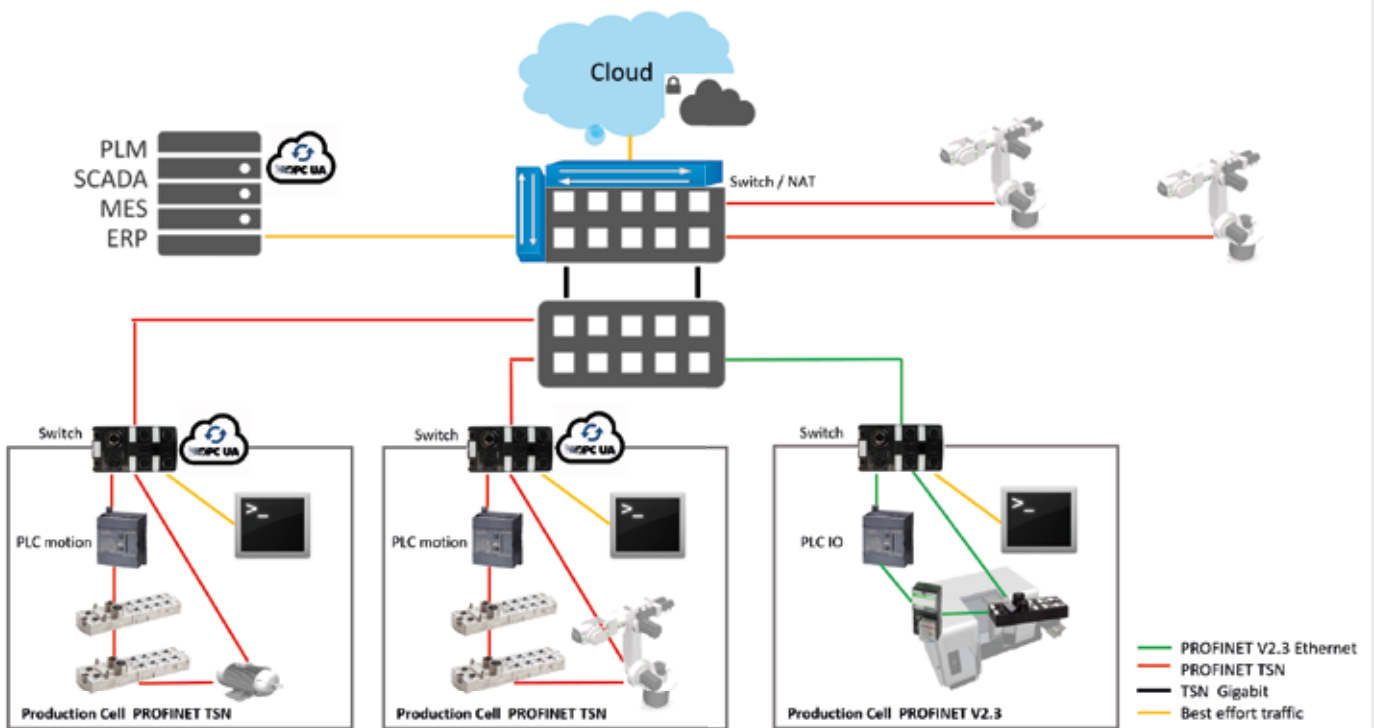 Cloud
PLM
SCADA
MES
ERP
OPC UA
Switch / NAT
Switch
OPC UA
Switch
OPC UA
Switch
PLC motion
>_
PLC motion
>_
PLC IO
>_
PROFINET V2.3 Ethernet
PROFINET TSN
TSN Gigabit
Best effort traffic
Production Cell PROFINET TSN
Production Cell PROFINET TSN
Production Cell PROFINET V2.3